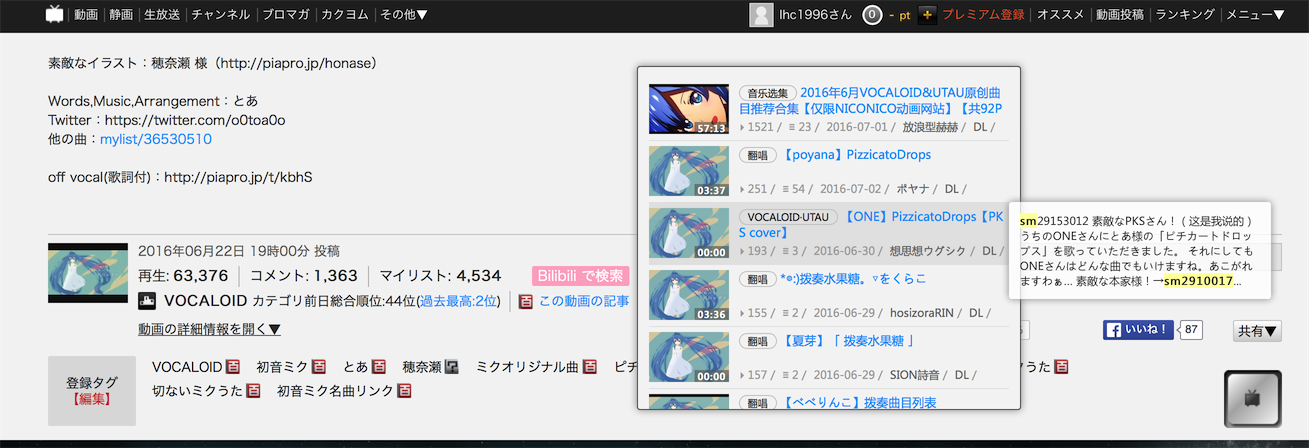 動画 静画 生放送 チャンネル ブロマガ カクヨム その他▼ lhc1996さん 0 - pt + プレミアム登録 オススメ 動画投稿 ランキング メニュー▼
素敵なイラスト：穂奈瀬 様（http://piapro.jp/honase）
Words,Music,Arrangement：とあ
Twitter：https://twitter.com/o0toa0o
他の曲：mylist/36530510
off vocal(歌詞付)：http://piapro.jp/t/kbhS
2016年06月22日 19時00分 投稿
再生: 63,376 コメント: 1,363 マイリスト: 4,534 Bilibili で検索
VOCALOID カテゴリ前日総合順位:44位(過去最高:2位) この動画の記事
動画の詳細情報を開く▼
登録タグ
【編集】
VOCALOID 百 初音ミク 百 とあ 百 穂奈瀬 ミクオリジナル曲 百 ピチ
切ないミクうた 百 初音ミク名曲リンク 百
うた 百
音乐选集 2016年6月VOCALOID&UTAU原创曲
目推荐合集【仅限NICONICO动画网站】【共92P
57:13
1521 / 23 / 2016-07-01 / 放浪型赫赫 / DL /
翻唱 【poyana】PizzicatoDrops
03:37
251 / 54 / 2016-07-02 / ポヤナ / DL /
VOCALOID·UTAU 【ONE】PizzicatoDrops【PK
S cover】
00:00
193 / 3 / 2016-06-30 / 想思想ウグシク / DL /
翻唱 をくらこ
03:36
155 / 2 / 2016-06-29 / hosizoraRIN / DL /
翻唱 【夏芽】「 拨奏水果糖 」
00:00
157 / 2 / 2016-06-29 / SION詩音 / DL /
翻唱 【ぺぺりんこ】拨奏曲目列表
sm29153012 素敵なPKSさん！ ( 这是我说的 )
うちのONEさんにとあ様の「ピチカートドロッ
プス」を歌っていただきました。 それにしても
ONEさんはどんな曲でもいけますね。あこがれ
ますわぁ... 素敵な本家様！→sm2910017...
いいね！ 87 共有▼